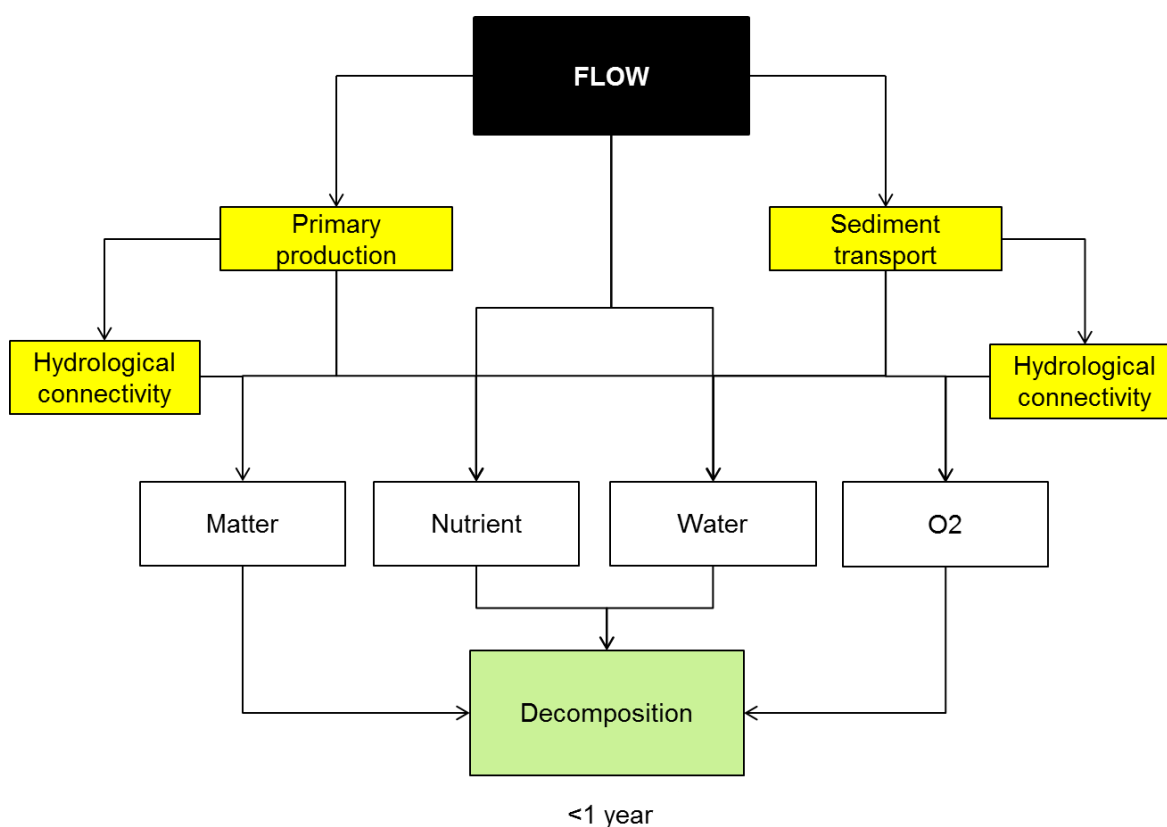 FLOW
Primary
production
Sediment
transport
Hydrological
connectivity
Hydrological
connectivity
Matter
Nutrient
Water
O2
Decomposition
<1 year